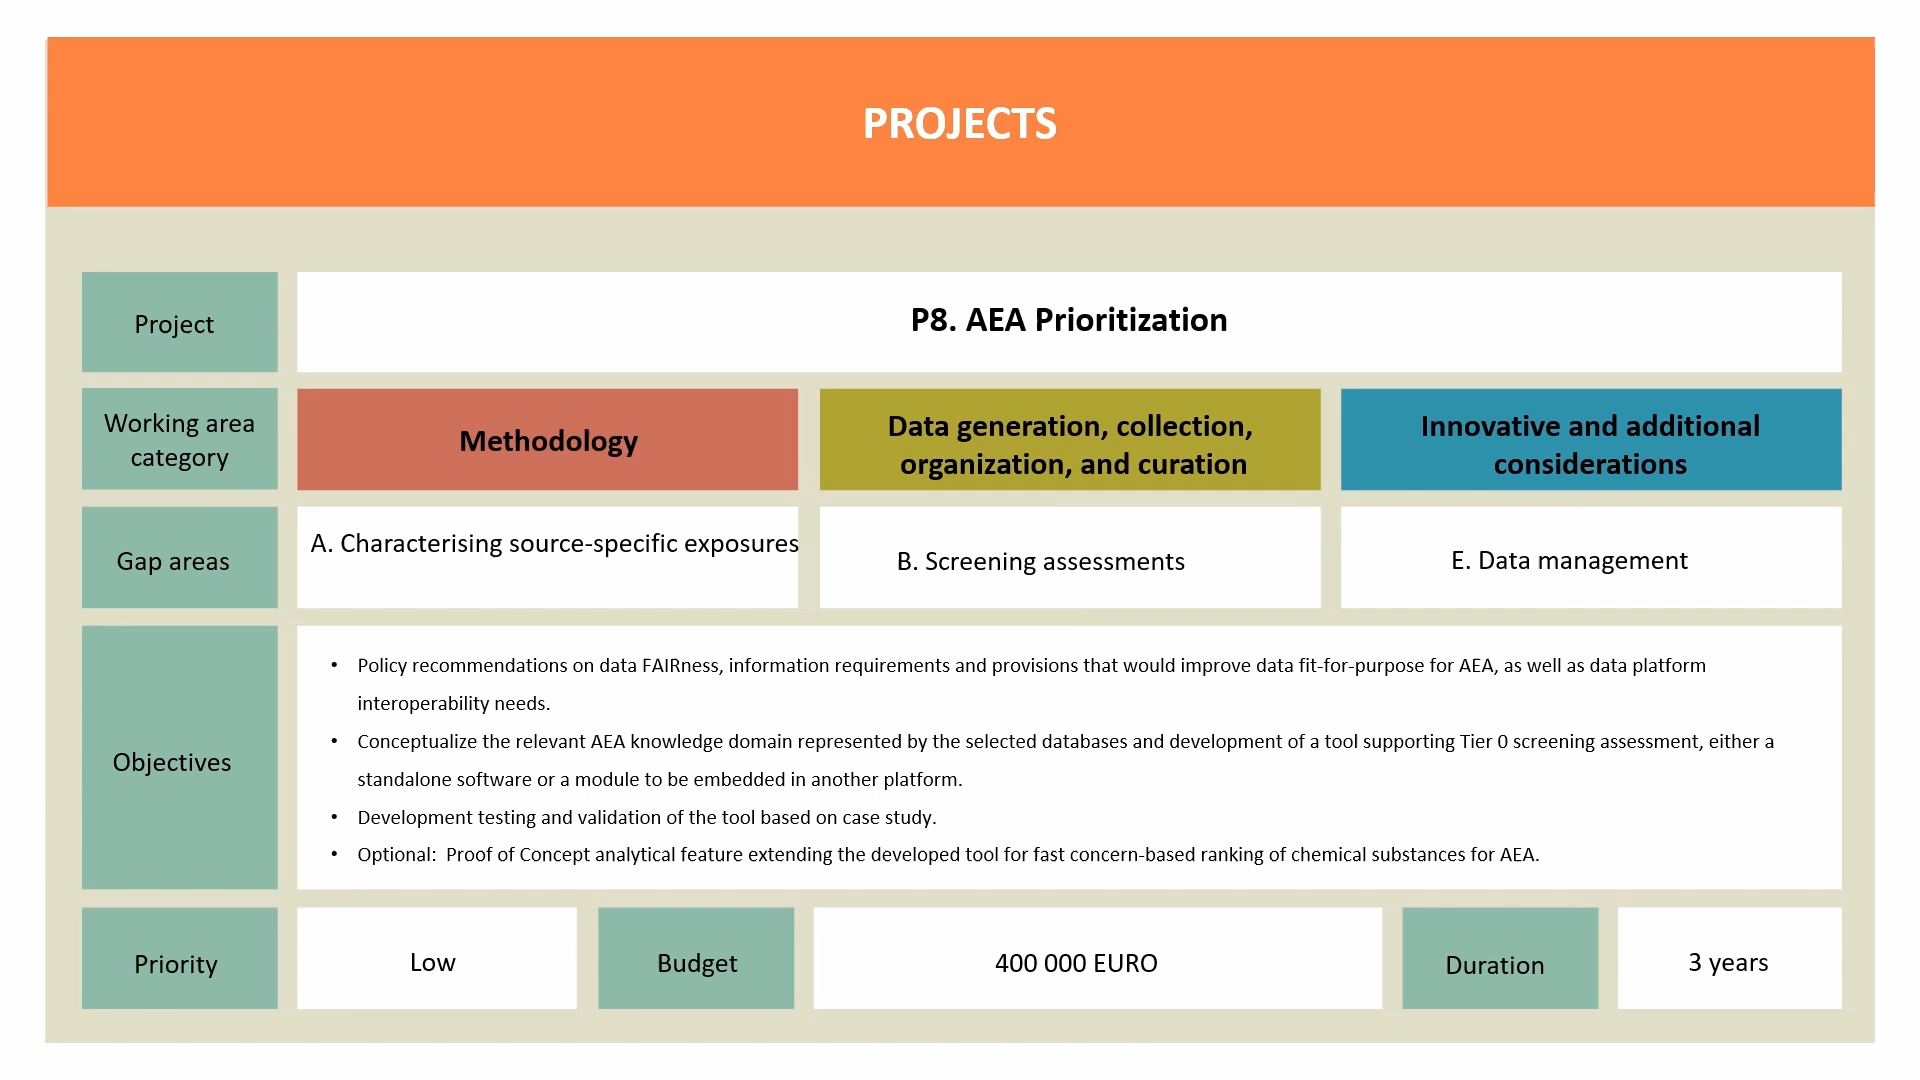 PROJECTS
Project
P8. AEA Prioritization
Working area
category
Methodology
Data generation, collection,
organization, and curation
Innovative and additional
considerations
Gap areas
A. Characterising source-specific exposures
B. Screening assessments
E. Data management
Objectives
• Policy recommendations on data FAIRness, information requirements and provisions that would improve data fit-for-purpose for AEA, as well as data platform
interoperability needs.
• Conceptualize the relevant AEA knowledge domain represented by the selected databases and development of a tool supporting Tier 0 screening assessment, either a
standalone software or a module to be embedded in another platform.
• Development testing and validation of the tool based on case study.
• Optional:  Proof of Concept analytical feature extending the developed tool for fast concern-based ranking of chemical substances for AEA.
Priority
Low
Budget
400 000 EURO
Duration
3 years